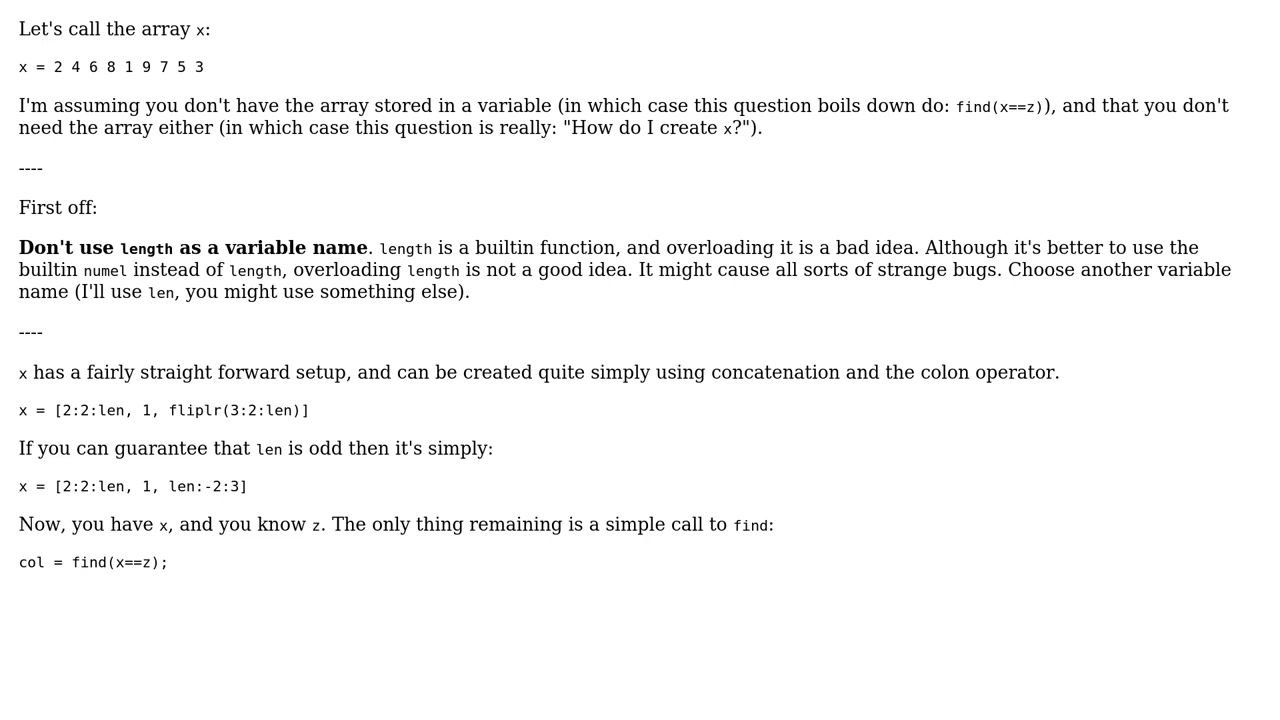 Let's call the array x:
x = 2 4 6 8 1 9 7 5 3
I'm assuming you don't have the array stored in a variable (in which case this question boils down do: find(x==z)), and that you don't
need the array either (in which case this question is really: "How do I create x?").
----
First off:
Don't use length as a variable name. length is a builtin function, and overloading it is a bad idea. Although it's better to use the
builtin numel instead of length, overloading length is not a good idea. It might cause all sorts of strange bugs. Choose another variable
name (I'll use len, you might use something else).
----
x has a fairly straight forward setup, and can be created quite simply using concatenation and the colon operator.
x = [2:2:len, 1, fliplr(3:2:len)]
If you can guarantee that len is odd then it's simply:
x = [2:2:len, 1, len:-2:3]
Now, you have x, and you know z. The only thing remaining is a simple call to find:
col = find(x==z);